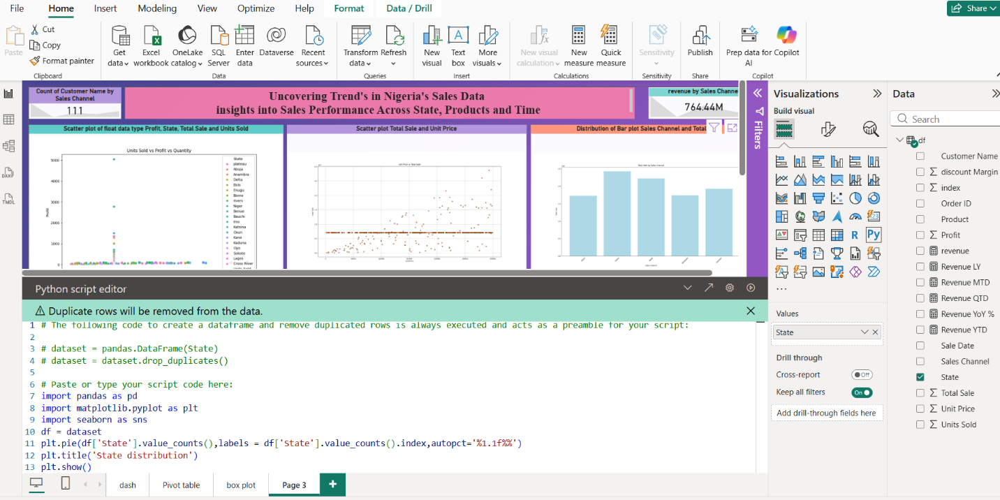 File Home Insert Modeling View Optimize Help Format Data / Drill Share
Paste
Cut
Copy
Format painter
Clipboard
Get data
Excel workbook
OneLake catalog
SQL Server
Enter data
Dataverse
Recent sources
Data
Transform data
Refresh
Queries
New visual
Text box
More visuals
Insert
New visual calculation
New measure
Quick measure
Calculations
Sensitivity
Sensitivity
Publish
Share
Prep data for AI
Copilot
Copilot
DAX
TMDL
Count of Customer Name by Sales Channel
111
Uncovering Trend's in Nigeria's Sales Data
insights into Sales Performance Across State, Products and Time
revenue by Sales Channe
764.44M
Scatter plot of float data type Profit, State, Total Sale and Units Sold
Units Sold vs Profit vs Quantity
Profit
5000
4000
3000
2000
1000
0
State
plateau
Abuja
Anambra
Delta
Ekiti
Enugu
Borno
rivers
Niger
Benue
Bauchi
imo
Katsina
Osun
Kano
Kaduna
Oyo
Sokoto
Lagos
Cross River
Scatter plot Total Sale and Unit Price
Distribution of Bar plot Sales Channel and Total
Filters
Python script editor
Duplicate rows will be removed from the data.
1 # The following code to create a dataframe and remove duplicated rows is always executed and acts as a preamble for your script:
2
3 # dataset = pandas.DataFrame(State)
4 # dataset = dataset.drop_duplicates()
5
6 # Paste or type your script code here:
7 import pandas as pd
8 import matplotlib.pyplot as plt
9 import seaborn as sns
10 df = dataset
11 plt.pie(df['State'].value_counts(),labels = df['State'].value_counts().index,autopct='%1.1f%%')
12 plt.title('State distribution')
13 plt.show()
dash
Pivot table
box plot
Page 3
+
Visualizations
Build visual
123
R
Py
...
Values
State
Drill through
Cross-report Off
Keep all filters On
Add drill-through fields here
Data
Search
df
Customer Name
discount Margin
index
Order ID
Product
Profit
revenue
Revenue LY
Revenue MTD
Revenue QTD
Revenue YoY %
Revenue YTD
Sale Date
Sales Channel
State
Total Sale
Unit Price
Units Sold